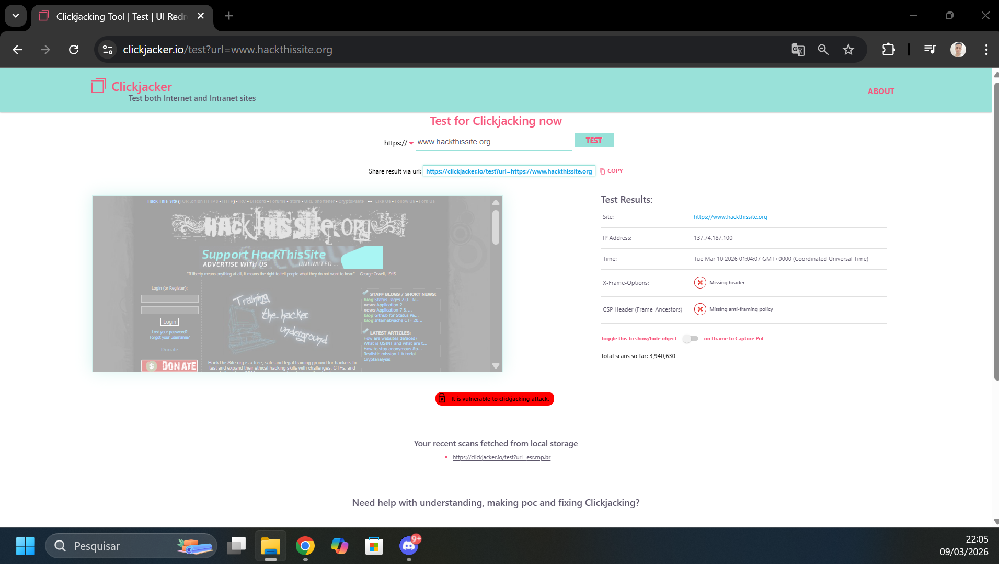 Clickjacking Tool | Test | UI Redr
clickjacker.io/test?url=www.hackthissite.org
Clickjacker
Test both Internet and Intranet sites
ABOUT
Test for Clickjacking now
https:// www.hackthissite.org TEST
Share result via url: https://clickjacker.io/test?url=https://www.hackthissite.org COPY
Hack This Site (TOR .onion HTTPS - HTTP) - IRC - Discord - Forums - Store - URL Shortener - CryptoPaste --- Like Us - Follow Us - Fork Us
HAck THIS SITE.ORG
Support HackThisSite
ADVERTISE WITH US UNLIMITED ...
"If liberty means anything at all, it means the right to tell people what they do not want to hear." -- George Orwell, 1945
Login (or Register):
Login
Lost your password?
Forgot your username?
Donate
$ DONATE
Training
the hacker
underground
HackThisSite.org is a free, safe and legal training ground for hackers to
test and expand their ethical hacking skills with challenges, CTFs, and
STAFF BLOGS / SHORT NEWS:
blog Status Pages 2.0 - N...
news Application 2
news Application 7 & ...
blog Github for Status Pa...
blog Internetwache CTF 20...
LATEST ARTICLES:
How are websites defaced?
What is OSINT and what are t...
How to stay anonymous &a...
Realistic mission 1 tutorial
Cryptanalysis
Test Results:
Site: https://www.hackthissite.org
IP Address: 137.74.187.100
Time: Tue Mar 10 2026 01:04:07 GMT+0000 (Coordinated Universal Time)
X-Frame-Options: Missing header
CSP Header (Frame-Ancestors) Missing anti-framing policy
Toggle this to show/hide object on Iframe to Capture PoC
Total scans so far: 3,940,630
It is vulnerable to clickjacking attack.
Your recent scans fetched from local storage
https://clickjacker.io/test?url=esr.rnp.br
Need help with understanding, making poc and fixing Clickjacking?
Pesquisar
9+
22:05
09/03/2026